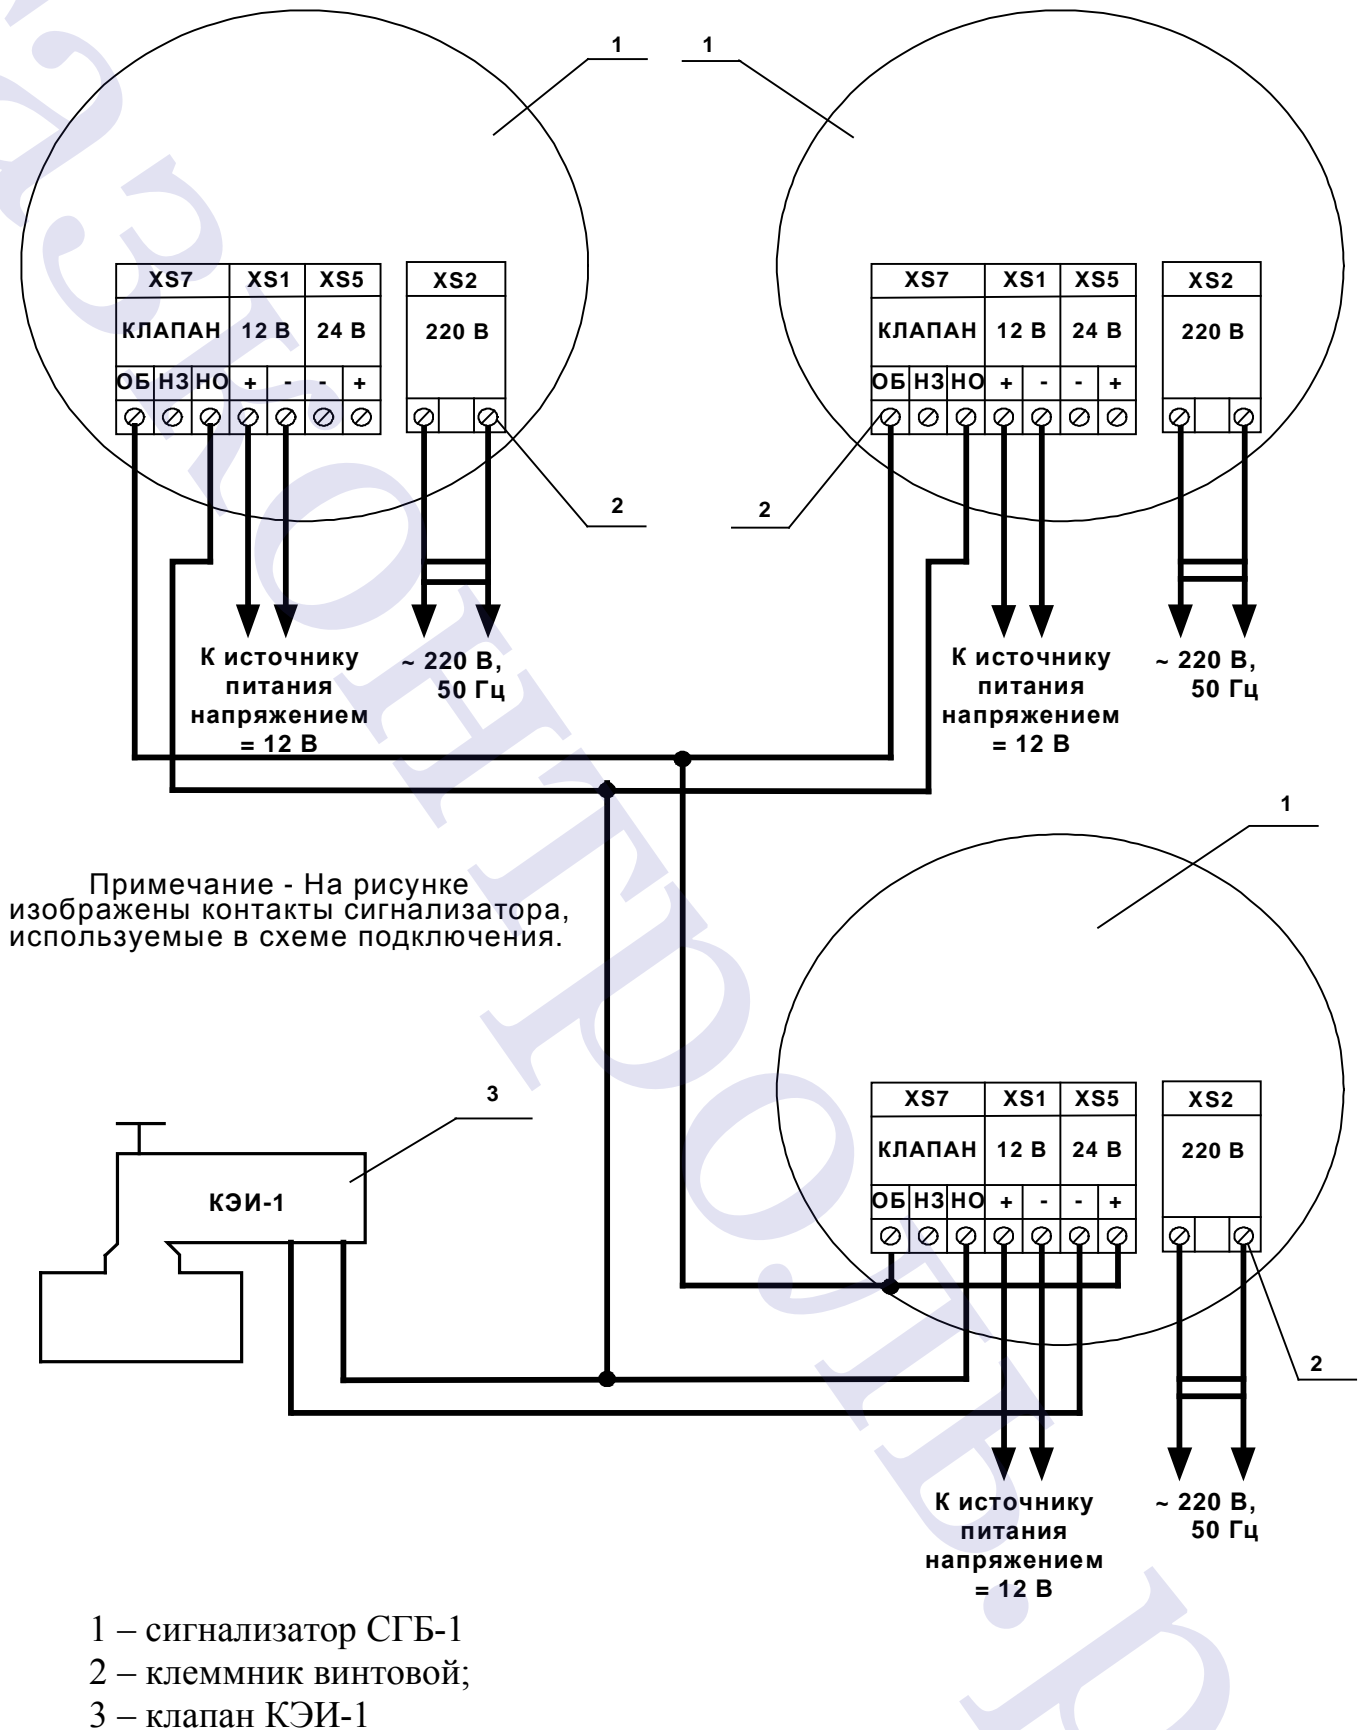 1
1
XS7 XS1 XS5 XS2
КЛАПАН 12 В 24 В 220 В
ОБ НЗ НО + - - +
2
К источнику
питания
напряжением
= 12 В
~ 220 В,
50 Гц
XS7 XS1 XS5 XS2
КЛАПАН 12 В 24 В 220 В
ОБ НЗ НО + - - +
2
К источнику
питания
напряжением
= 12 В
~ 220 В,
50 Гц
Примечание - На рисунке
изображены контакты сигнализатора,
используемые в схеме подключения.
1
3
КЭИ-1
XS7 XS1 XS5 XS2
КЛАПАН 12 В 24 В 220 В
ОБ НЗ НО + - - +
2
К источнику
питания
напряжением
= 12 В
~ 220 В,
50 Гц
1 – сигнализатор СГБ-1
2 – клеммник винтовой;
3 – клапан КЭИ-1
газконтроль.р